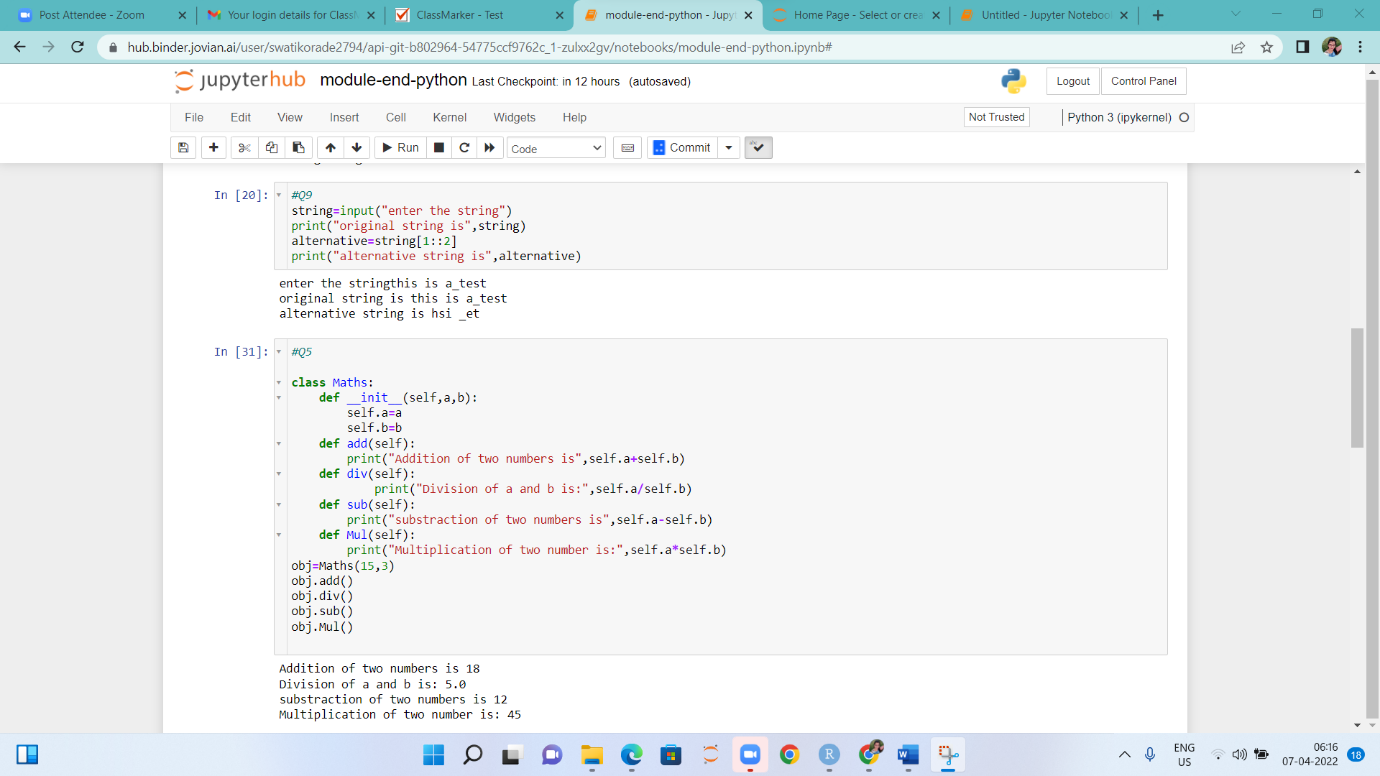 Post Attendee - Zoom
Your login details for Class
ClassMarker - Test
module-end-python - Jupyt
Home Page - Select or crea
Untitled - Jupyter Notebook
hub.binder.jovian.ai/user/swatikorade2794/api-git-b802964-54775ccf9762c_1-zulxx2gv/notebooks/module-end-python.ipynb#
jupyterhub module-end-python Last Checkpoint: in 12 hours (autosaved)
Logout Control Panel
File Edit View Insert Cell Kernel Widgets Help
Not Trusted Python 3 (ipykernel)
Run Code Commit
In [20]: #Q9
string=input("enter the string")
print("original string is",string)
alternative=string[1::2]
print("alternative string is",alternative)
enter the stringthis is a_test
original string is this is a_test
alternative string is hsi _et
In [31]: #Q5
class Maths:
def __init__(self,a,b):
self.a=a
self.b=b
def add(self):
print("Addition of two numbers is",self.a+self.b)
def div(self):
print("Division of a and b is:",self.a/self.b)
def sub(self):
print("substraction of two numbers is",self.a-self.b)
def Mul(self):
print("Multiplication of two number is:",self.a*self.b)
obj=Maths(15,3)
obj.add()
obj.div()
obj.sub()
obj.Mul()
Addition of two numbers is 18
Division of a and b is: 5.0
substraction of two numbers is 12
Multiplication of two number is: 45
ENG
US
06:16
07-04-2022
18